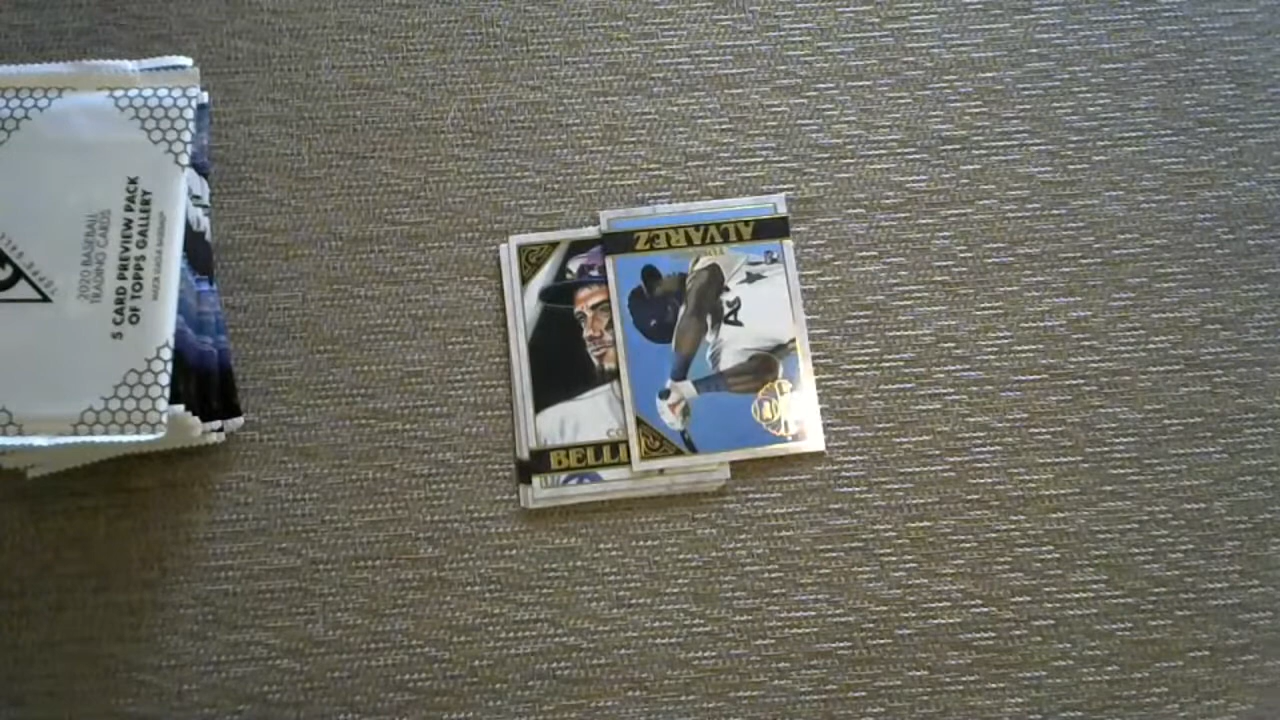 2020 BASEBALL
TRADING CARDS
5 CARD PREVIEW PACK
OF TOPPS GALLERY
BELLI
ALVAREZ